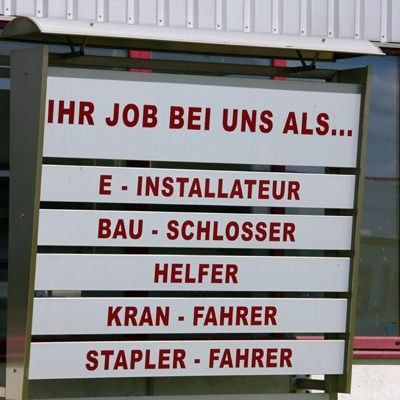 IHR JOB BEI UNS ALS...
E - INSTALLATEUR
BAU - SCHLOSSER
HELFER
KRAN - FAHRER
STAPLER - FAHRER